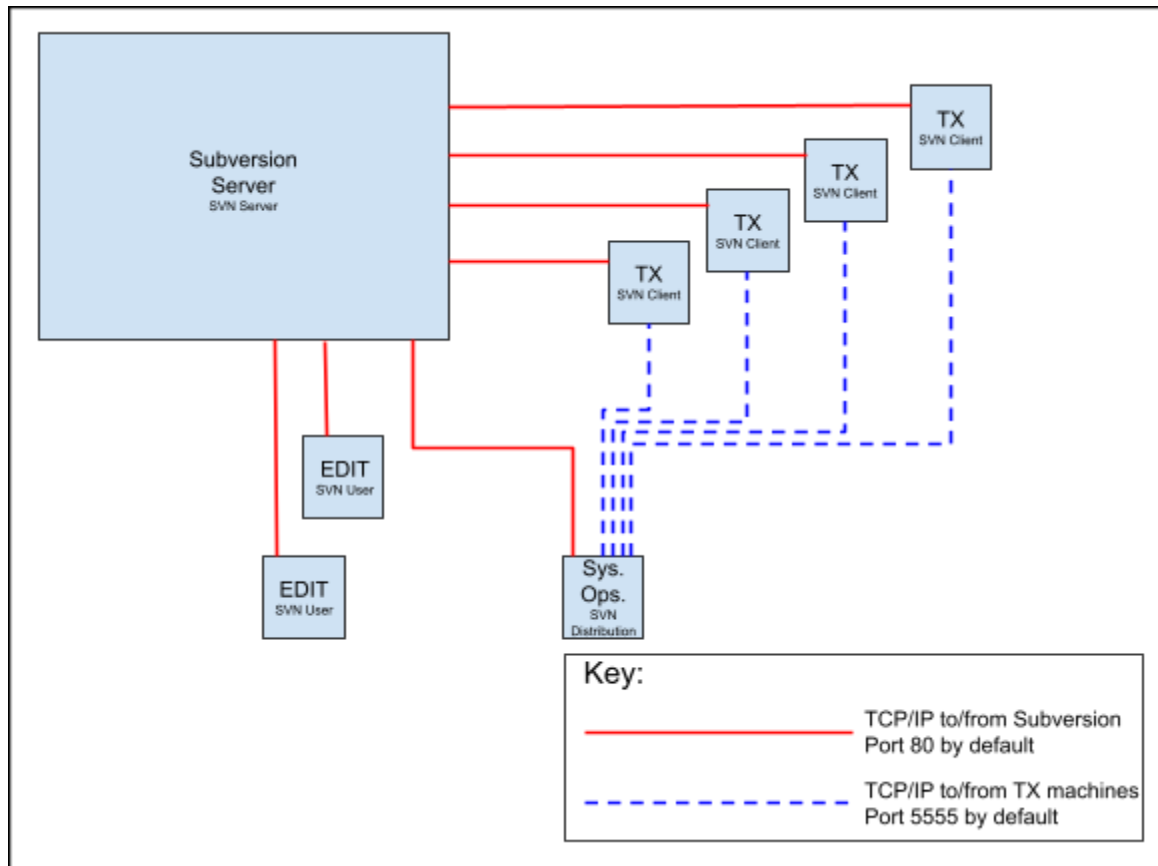 Subversion
Server
SVN Server
TX
SVN Client
TX
SVN Client
TX
SVN Client
TX
SVN Client
EDIT
SVN User
EDIT
SVN User
Sys.
Ops.
SVN
Distribution
Key:
TCP/IP to/from Subversion
Port 80 by default
TCP/IP to/from TX machines
Port 5555 by default